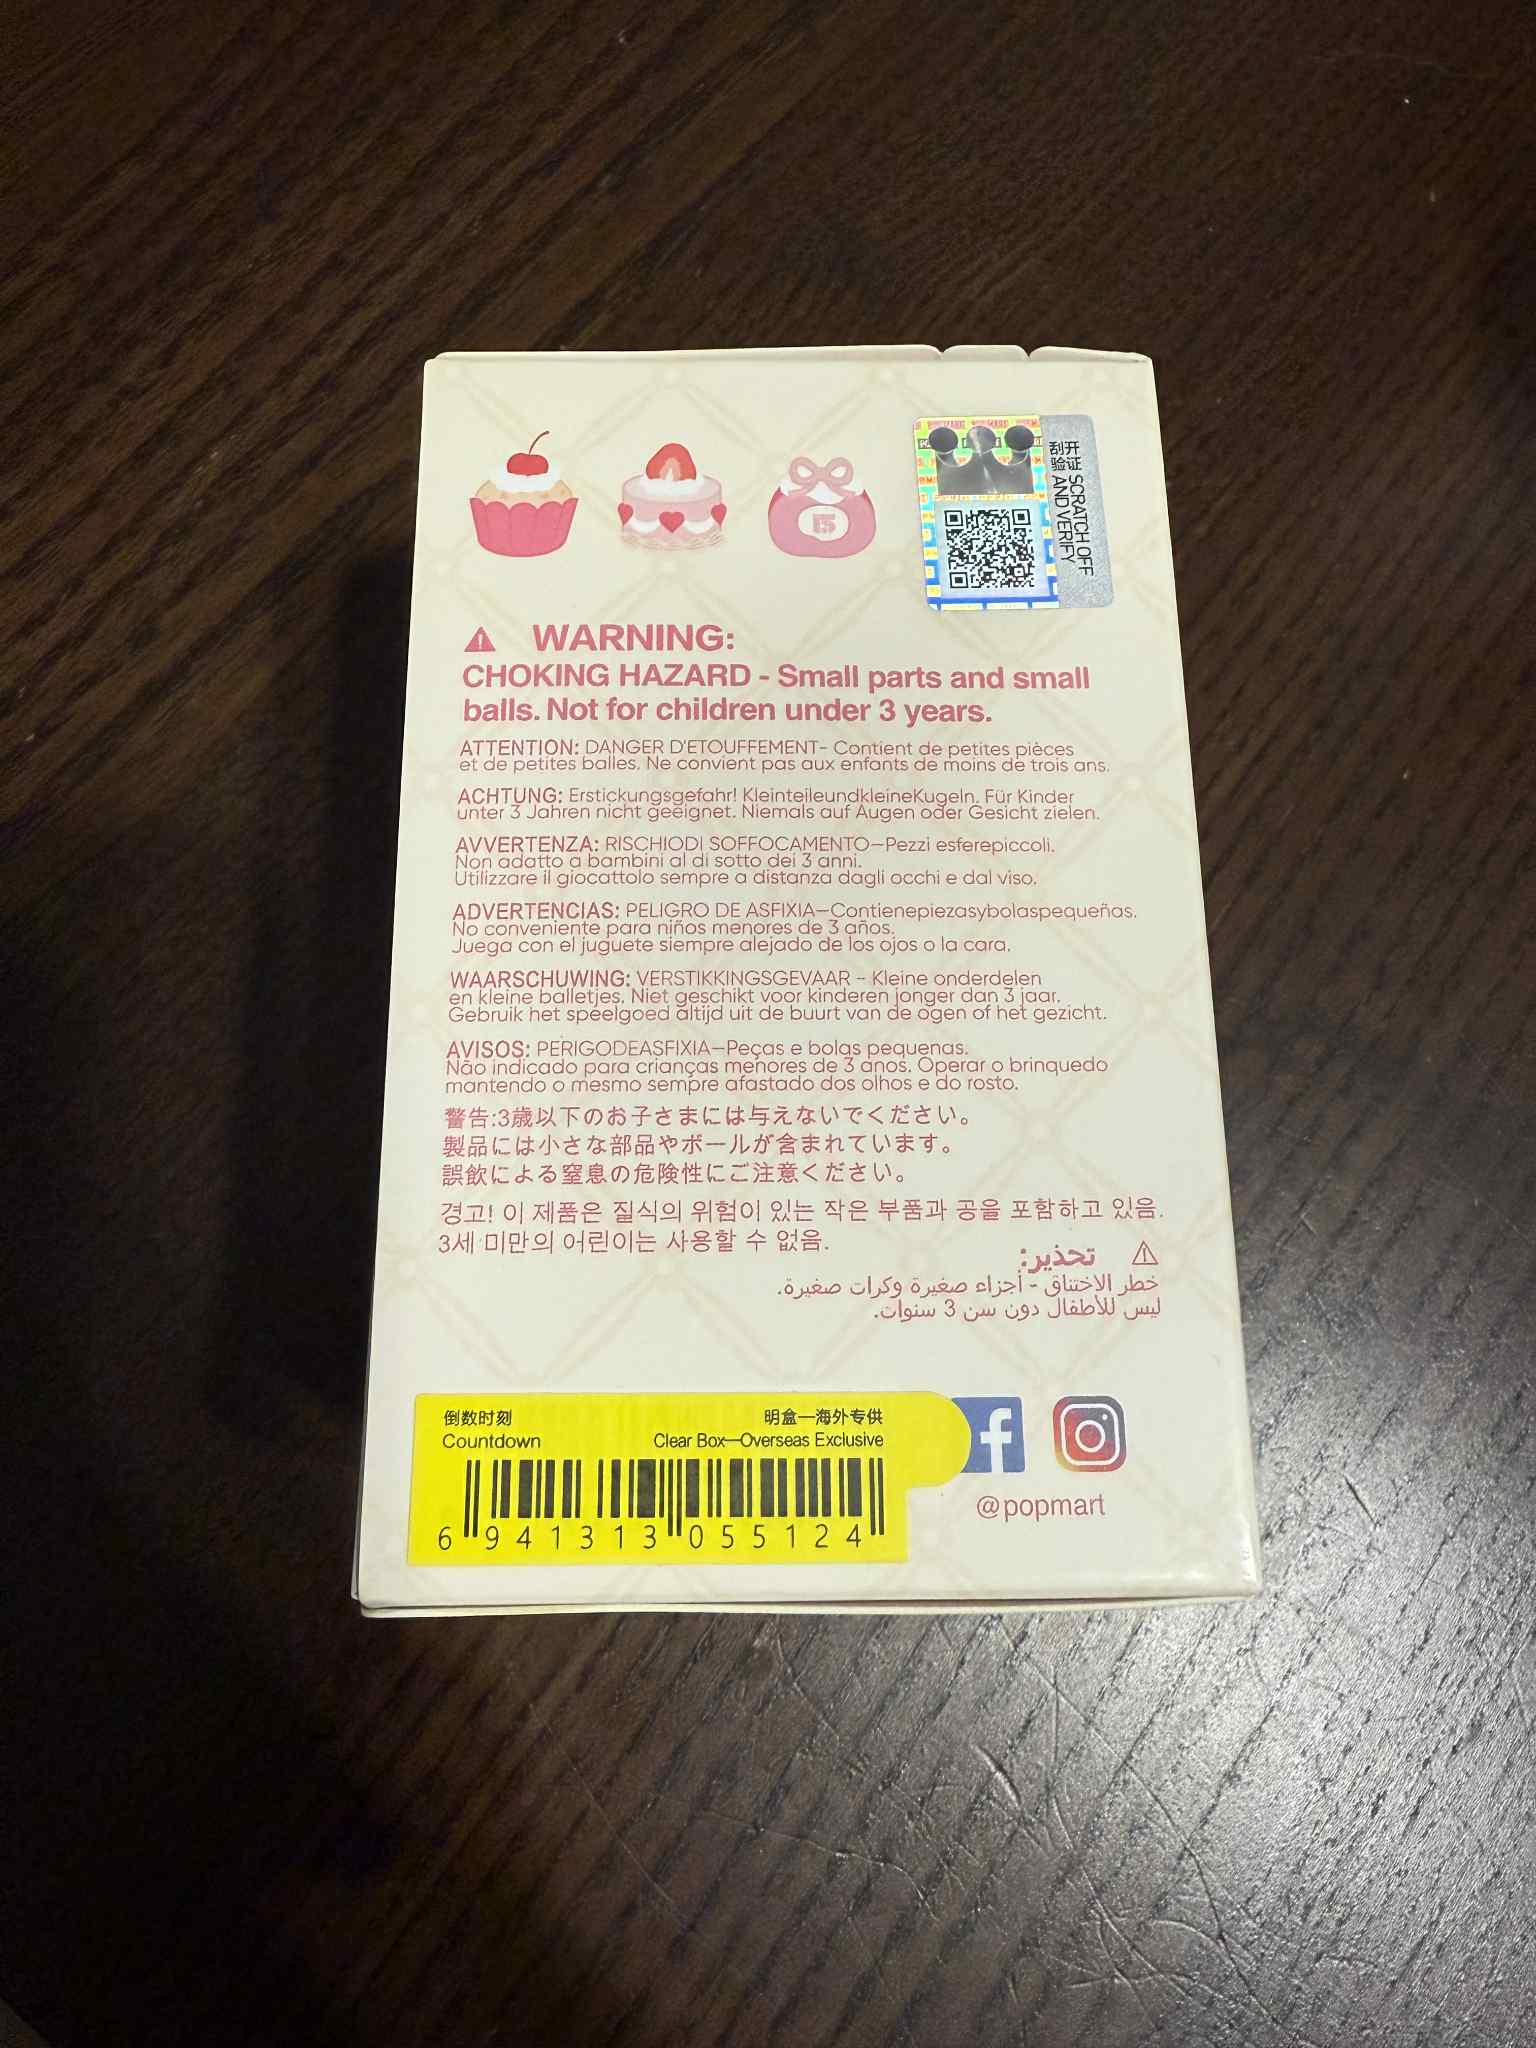 刮开
验证 SCRATCH OFF
AND VERIFY
15
WARNING:
CHOKING HAZARD - Small parts and small
balls. Not for children under 3 years.
ATTENTION: DANGER D'ETOUFFEMENT- Contient de petites pièces
et de petites balles. Ne convient pas aux enfants de moins de trois ans.
ACHTUNG: Erstickungsgefahr! KleinteileundkleineKugeln. Für Kinder
unter 3 Jahren nicht geeignet. Niemals auf Augen oder Gesicht zielen.
AVVERTENZA: RISCHIODI SOFFOCAMENTO—Pezzi esferepiccoli.
Non adatto a bambini al di sotto dei 3 anni.
Utilizzare il giocattolo sempre a distanza dagli occhi e dal viso.
ADVERTENCIAS: PELIGRO DE ASFIXIA—Contienepiezasybolaspequeñas.
No conveniente para niños menores de 3 años.
Juega con el juguete siempre alejado de los ojos o la cara.
WAARSCHUWING: VERSTIKKINGSGEVAAR - Kleine onderdelen
en kleine balletjes. Niet geschikt voor kinderen jonger dan 3 jaar.
Gebruik het speelgoed altijd uit de buurt van de ogen of het gezicht.
AVISOS: PERIGODEASFIXIA—Peças e bolas pequenas.
Não indicado para crianças menores de 3 anos. Operar o brinquedo
mantendo o mesmo sempre afastado dos olhos e do rosto.
警告:3歳以下のお子さまには与えないでください。
製品には小さな部品やボールが含まれています。
誤飲による窒息の危険性にご注意ください。
경고! 이 제품은 질식의 위험이 있는 작은 부품과 공을 포함하고 있음.
3세 미만의 어린이는 사용할 수 없음.
تحذير:
خطر الاختناق - أجزاء صغيرة وكرات صغيرة.
ليس للأطفال دون سن 3 سنوات.
倒数时刻 明盒—海外专供
Countdown Clear Box—Overseas Exclusive
6 941313 055124
@popmart